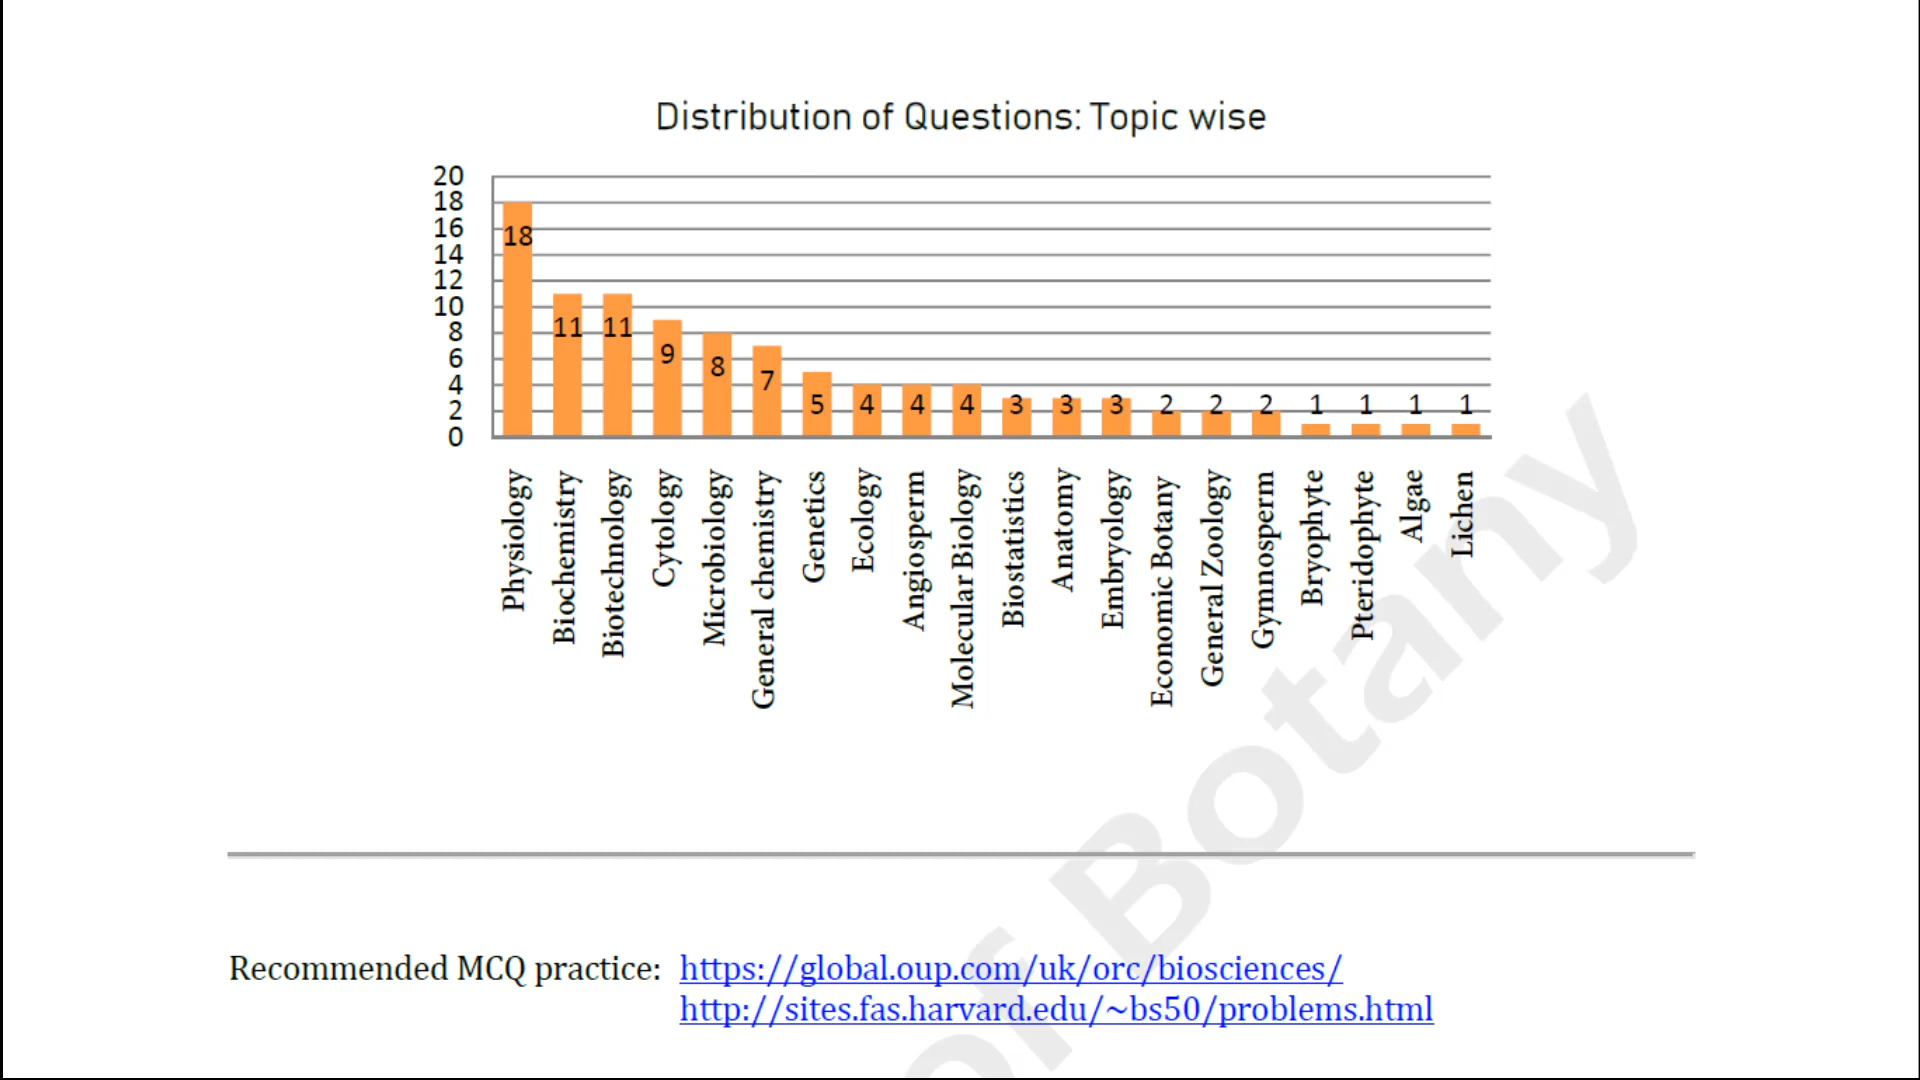 Distribution of Questions: Topic wise
20
18
16
14
12
10
8
6
4
2
0
18
11
11
9
8
7
5
4
4
4
3
3
3
2
2
2
1
1
1
1
Physiology
Biochemistry
Biotechnology
Cytology
Microbiology
General chemistry
Genetics
Ecology
Angiosperm
Molecular Biology
Biostatistics
Anatomy
Embryology
Economic Botany
General Zoology
Gymnosperm
Bryophyte
Pteridophyte
Algae
Lichen
of Botany
Recommended MCQ practice: https://global.oup.com/uk/orc/biosciences/
http://sites.fas.harvard.edu/~bs50/problems.html